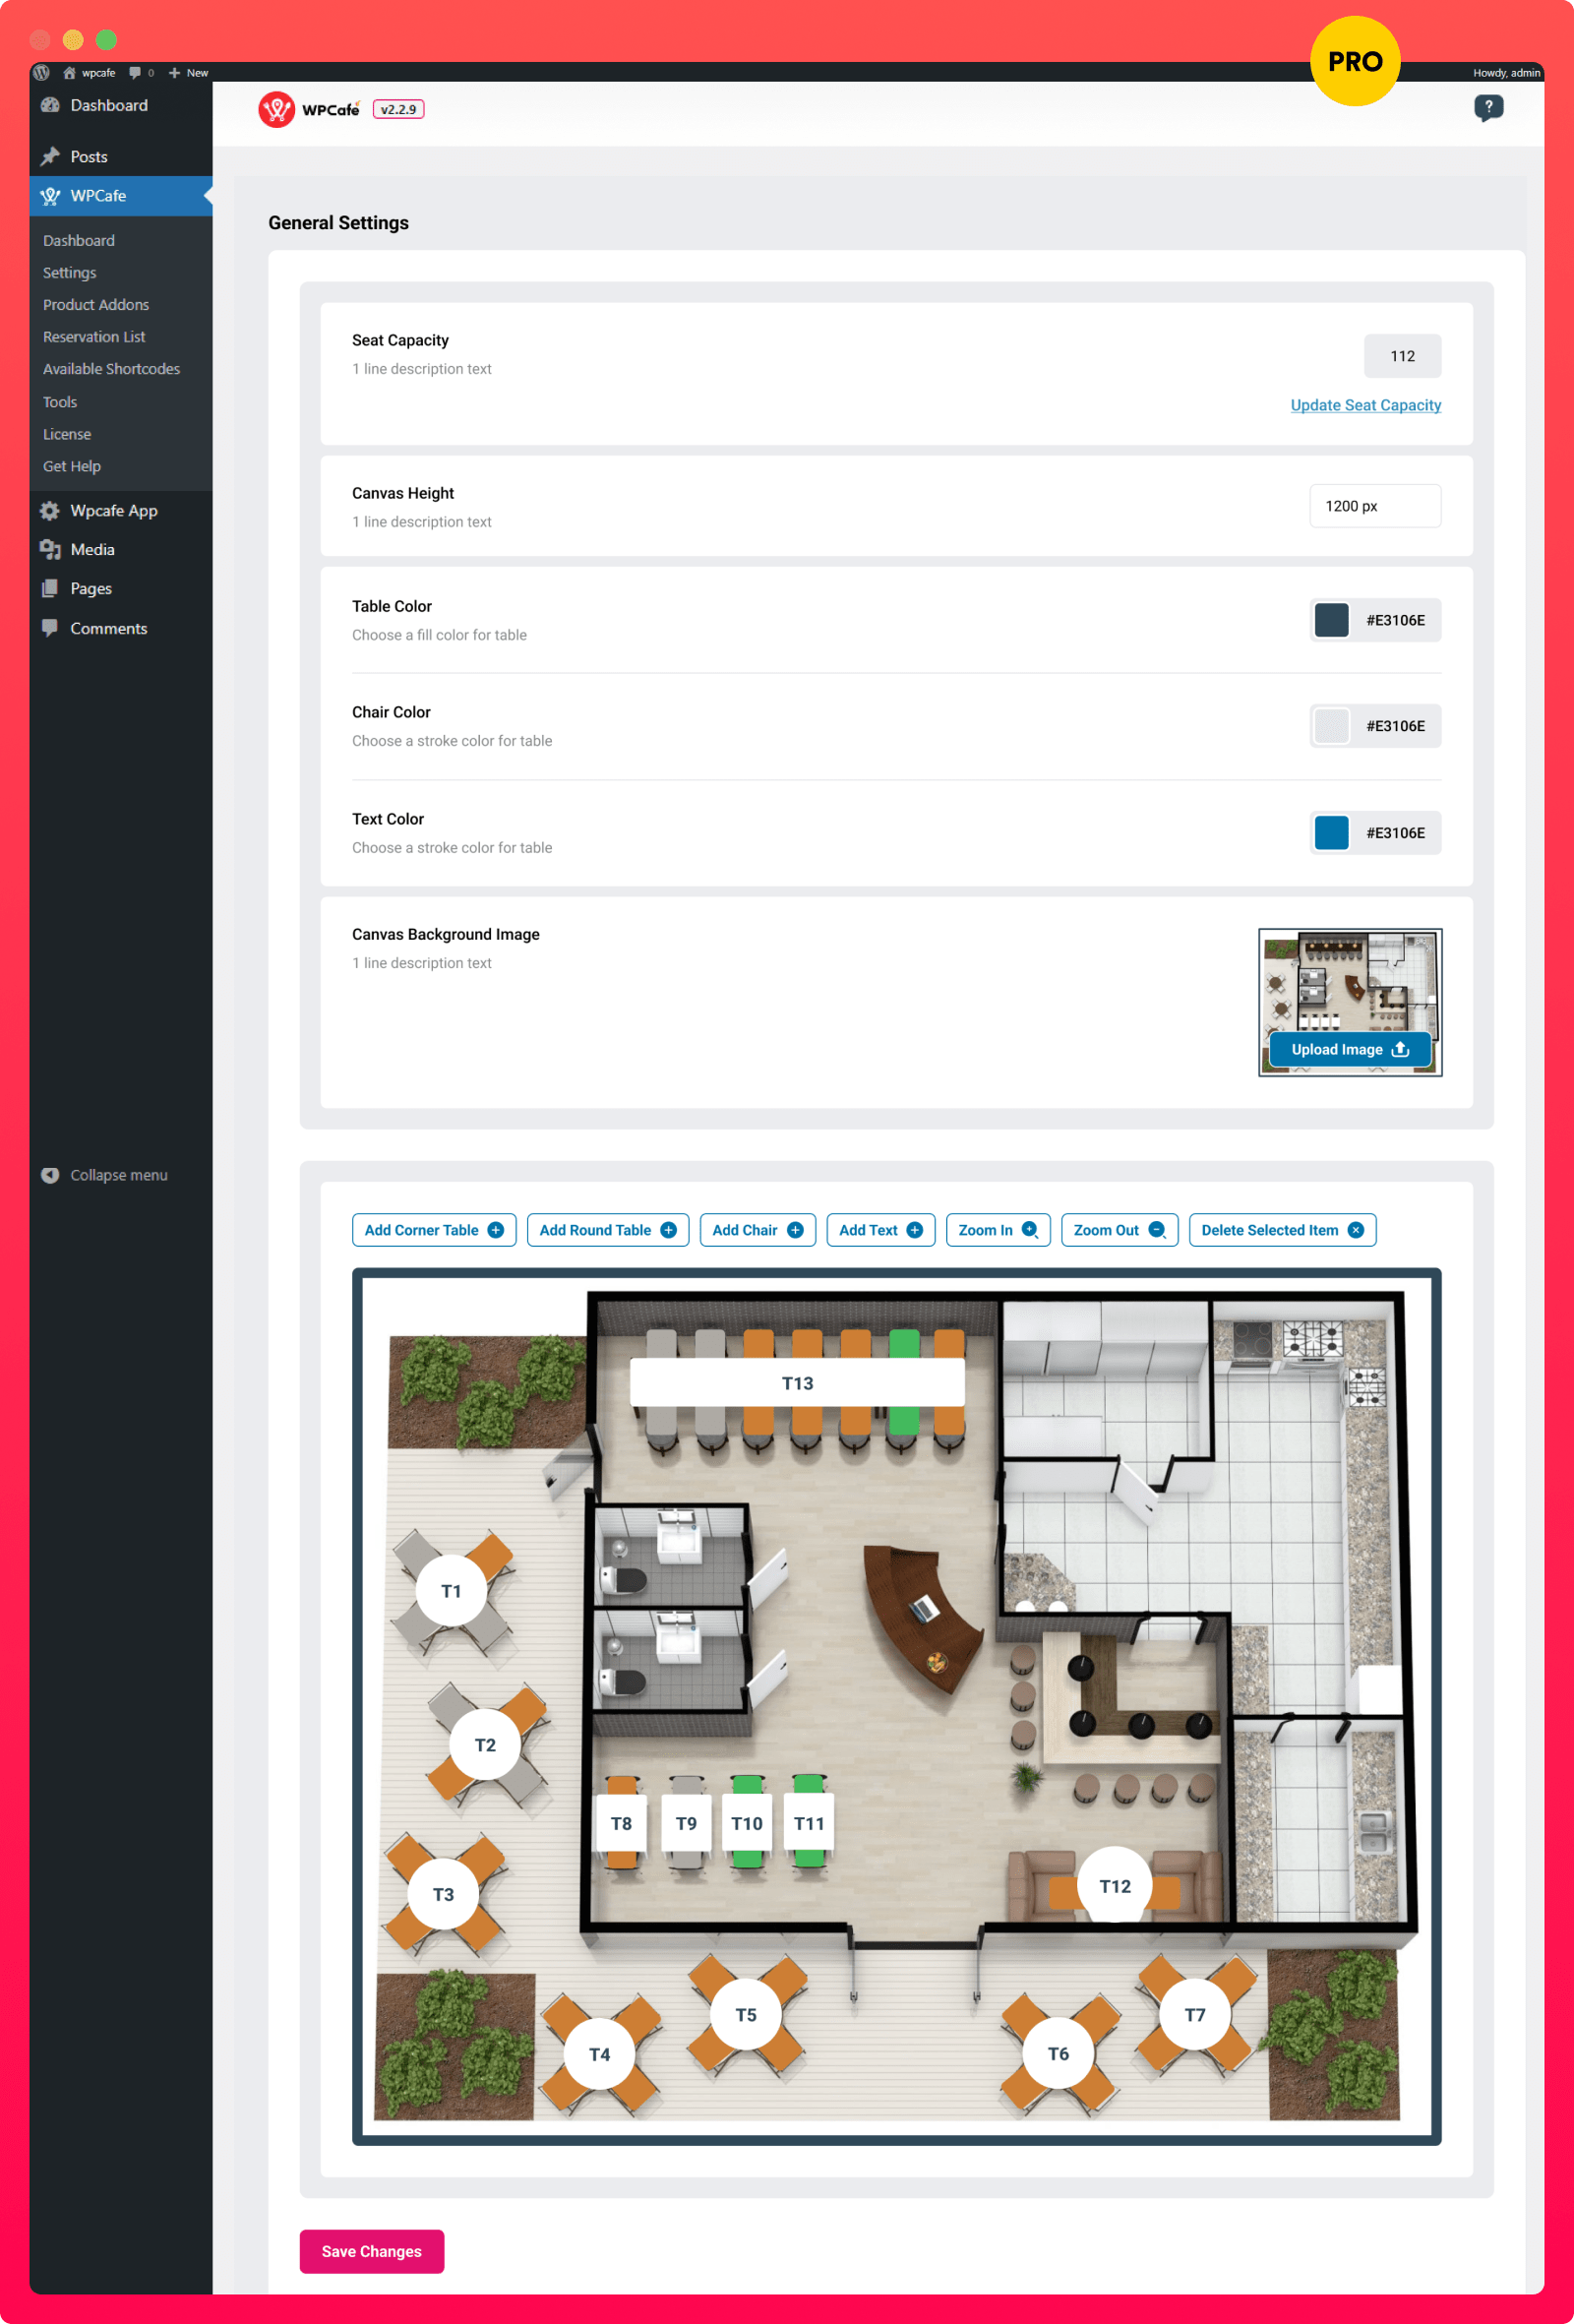 PRO
wpcafe 0 New
Howdy, admin
Dashboard
Posts
WPCafe
Dashboard
Settings
Product Addons
Reservation List
Available Shortcodes
Tools
License
Get Help
Wpcafe App
Media
Pages
Comments
Collapse menu
WPCafe v2.2.9
?
General Settings
Seat Capacity
1 line description text
112
Update Seat Capacity
Canvas Height
1 line description text
1200 px
Table Color
Choose a fill color for table
#E3106E
Chair Color
Choose a stroke color for table
#E3106E
Text Color
Choose a stroke color for table
#E3106E
Canvas Background Image
1 line description text
Upload Image
Add Corner Table
Add Round Table
Add Chair
Add Text
Zoom In
Zoom Out
Delete Selected Item
T13
T1
T2
T8
T9
T10
T11
T3
T12
T5
T7
T4
T6
Save Changes